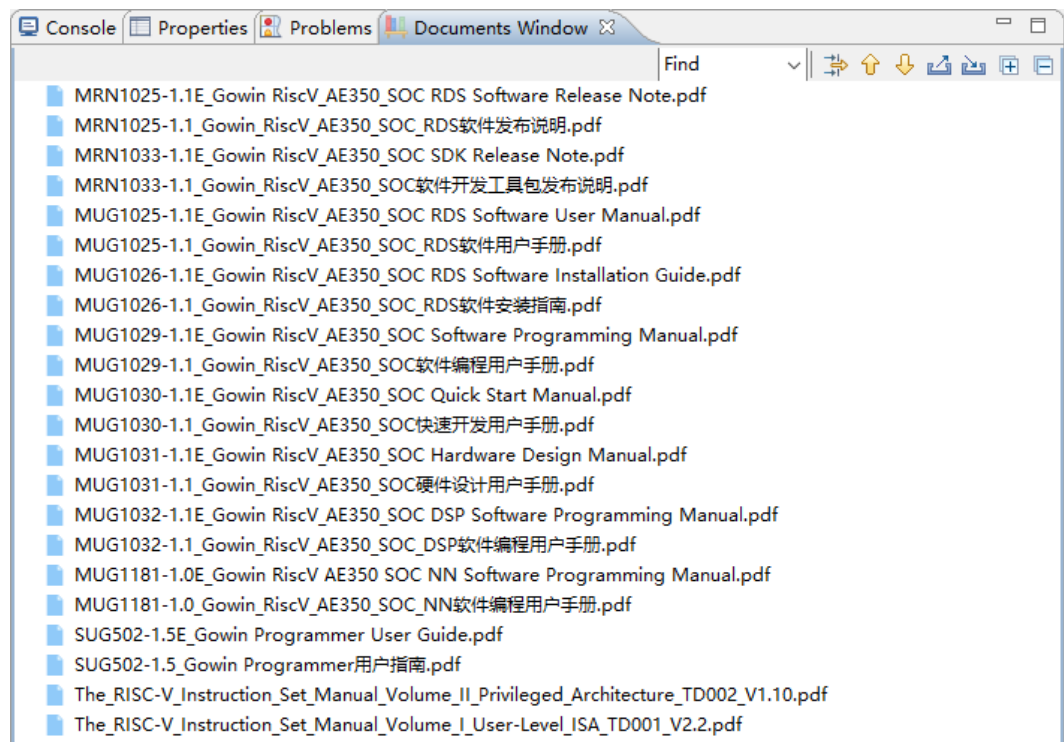 Console Properties Problems Documents Window
Find
MRN1025-1.1E_Gowin RiscV_AE350_SOC RDS Software Release Note.pdf
MRN1025-1.1_Gowin_RiscV_AE350_SOC_RDS软件发布说明.pdf
MRN1033-1.1E_Gowin RiscV_AE350_SOC SDK Release Note.pdf
MRN1033-1.1_Gowin_RiscV_AE350_SOC软件开发工具包发布说明.pdf
MUG1025-1.1E_Gowin RiscV_AE350_SOC RDS Software User Manual.pdf
MUG1025-1.1_Gowin_RiscV_AE350_SOC_RDS软件用户手册.pdf
MUG1026-1.1E_Gowin RiscV_AE350_SOC RDS Software Installation Guide.pdf
MUG1026-1.1_Gowin_RiscV_AE350_SOC_RDS软件安装指南.pdf
MUG1029-1.1E_Gowin RiscV_AE350_SOC Software Programming Manual.pdf
MUG1029-1.1_Gowin_RiscV_AE350_SOC软件编程用户手册.pdf
MUG1030-1.1E_Gowin RiscV_AE350_SOC Quick Start Manual.pdf
MUG1030-1.1_Gowin_RiscV_AE350_SOC快速开发用户手册.pdf
MUG1031-1.1E_Gowin RiscV_AE350_SOC Hardware Design Manual.pdf
MUG1031-1.1_Gowin_RiscV_AE350_SOC硬件设计用户手册.pdf
MUG1032-1.1E_Gowin RiscV_AE350_SOC DSP Software Programming Manual.pdf
MUG1032-1.1_Gowin_RiscV_AE350_SOC_DSP软件编程用户手册.pdf
MUG1181-1.0E_Gowin RiscV AE350 SOC NN Software Programming Manual.pdf
MUG1181-1.0_Gowin_RiscV_AE350_SOC_NN软件编程用户手册.pdf
SUG502-1.5E_Gowin Programmer User Guide.pdf
SUG502-1.5_Gowin Programmer用户指南.pdf
The_RISC-V_Instruction_Set_Manual_Volume_II_Privileged_Architecture_TD002_V1.10.pdf
The_RISC-V_Instruction_Set_Manual_Volume_I_User-Level_ISA_TD001_V2.2.pdf